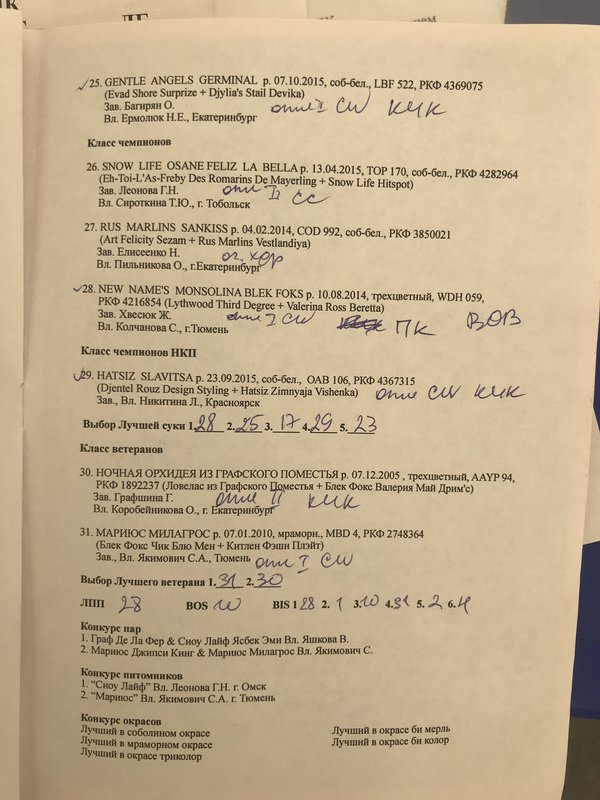 25. GENTLE ANGELS GERMINAL р. 07.10.2015, соб-бел., LBF 522, РКФ 4369075
(Evad Shore Surprize + Djylia's Stail Devika)
Зав. Багирян О. отл I CW КЧК
Вл. Ермолюк Н.Е., Екатеринбург
Класс чемпионов
26. SNOW LIFE OSANE FELIZ LA BELLA р. 13.04.2015, TOP 170, соб-бел., РКФ 4282964
(Eh-Toi-L'As-Freby Des Romarins De Mayerling + Snow Life Hitspot)
Зав. Леонова Г.Н. отл II СС
Вл. Сироткина Т.Ю., г. Тобольск
27. RUS MARLINS SANKISS р. 04.02.2014, COD 992, соб-бел., РКФ 3850021
(Art Felicity Sezam + Rus Marlins Vestlandiya)
Зав. Елисеенко Н. оч. хор
Вл. Пильникова О., г.Екатеринбург
28. NEW NAME'S MONSOLINA BLEK FOKS р. 10.08.2014, трехцветный, WDH 059,
РКФ 4216854 (Lythwood Third Degree + Valerina Ross Beretta)
Зав. Хвесюк Ж. отл I CW ПК BOB
Вл. Колчанова С., г.Тюмень
Класс чемпионов НКП
29. HATSIZ SLAVITSA р. 23.09.2015, соб-бел., OAB 106, РКФ 4367315
(Djentel Rouz Design Styling + Hatsiz Zimnyaja Vishenka) отл CW КЧК
Зав., Вл. Никитина Л., Красноярск
Выбор Лучшей суки 1. 28 2. 25 3. 17 4. 29 5. 23
Класс ветеранов
30. НОЧНАЯ ОРХИДЕЯ ИЗ ГРАФСКОГО ПОМЕСТЬЯ р. 07.12.2005 , трехцветный, AAYP 94,
РКФ 1892237 (Ловелас из Графского Поместья + Блек Фокс Валерия Май Дрим'с)
Зав. Графшина Г. отл II КЧК
Вл. Коробейникова О., г. Екатеринбург
31. МАРИЮС МИЛАГРОС р. 07.01.2010, мраморн., MBD 4, РКФ 2748364
(Блек Фокс Чик Блю Мен + Китлен Фэшн Плэйт)
Зав., Вл. Якимович С.А., Тюмень отл I CW
Выбор Лучшего ветерана 1. 31 2. 30
ЛПП 28 BOS 10 BIS 1 28 2. 1 3. 10 4. 31 5. 2 6. 4
Конкурс пар
1. Граф Де Ла Фер & Сноу Лайф Ясбек Эми Вл. Яшкова В.
2. Мариюс Джипси Кинг & Мариюс Милагрос Вл. Якимович С.
Конкурс питомников
1. “Сноу Лайф” Вл. Леонова Г.Н. г. Омск
2. “Мариюс” Вл. Якимович С.А. г. Тюмень
Конкурс окрасов
Лучший в соболином окрасе Лучший в окрасе би мерль
Лучший в мраморном окрасе Лучший в окрасе би колор
Лучший в окрасе триколор